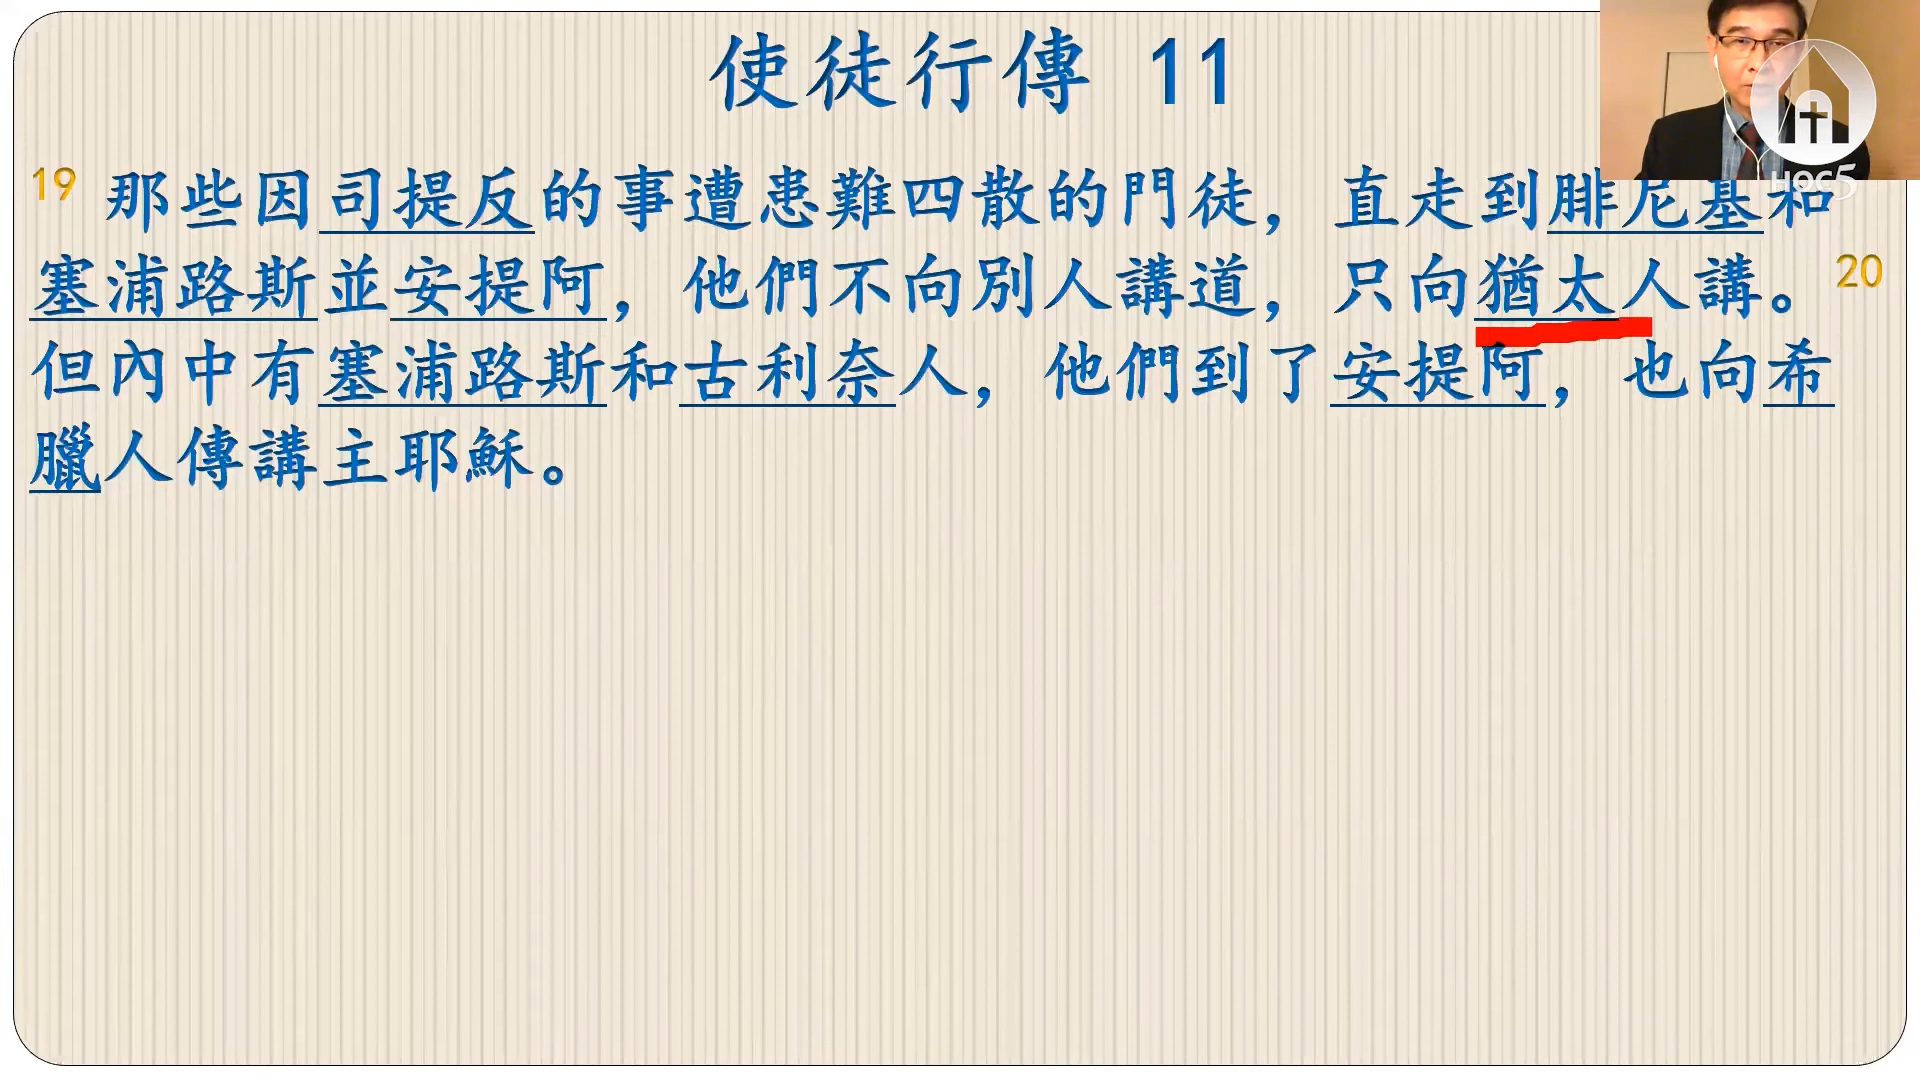 使徒行傳 11
19 那些因司提反的事遭患難四散的門徒，直走到腓尼基和
塞浦路斯並安提阿，他們不向別人講道，只向猶太人講。20
但內中有塞浦路斯和古利奈人，他們到了安提阿，也向希
臘人傳講主耶穌。
HOC5